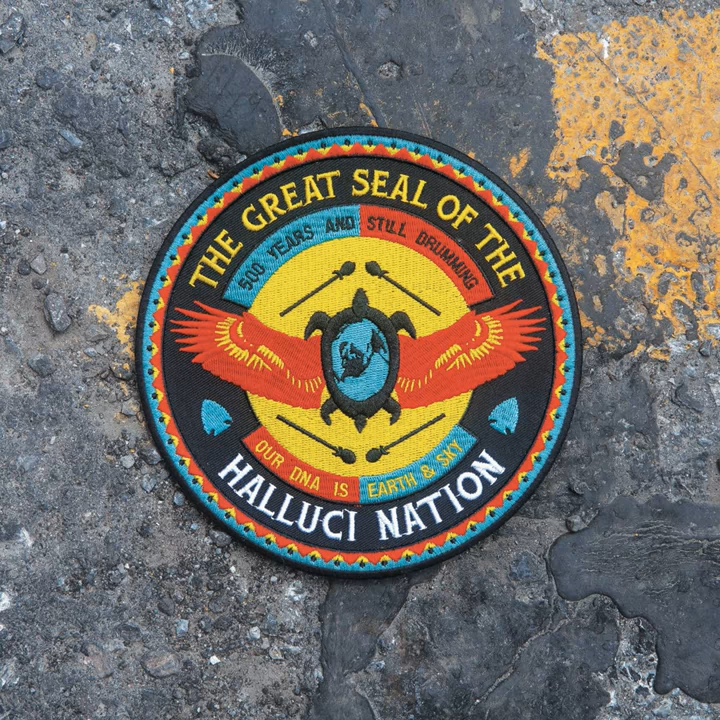 THE GREAT SEAL OF THE
500 YEARS AND STILL DRUMMING
OUR DNA IS EARTH & SKY
HALLUCI NATION